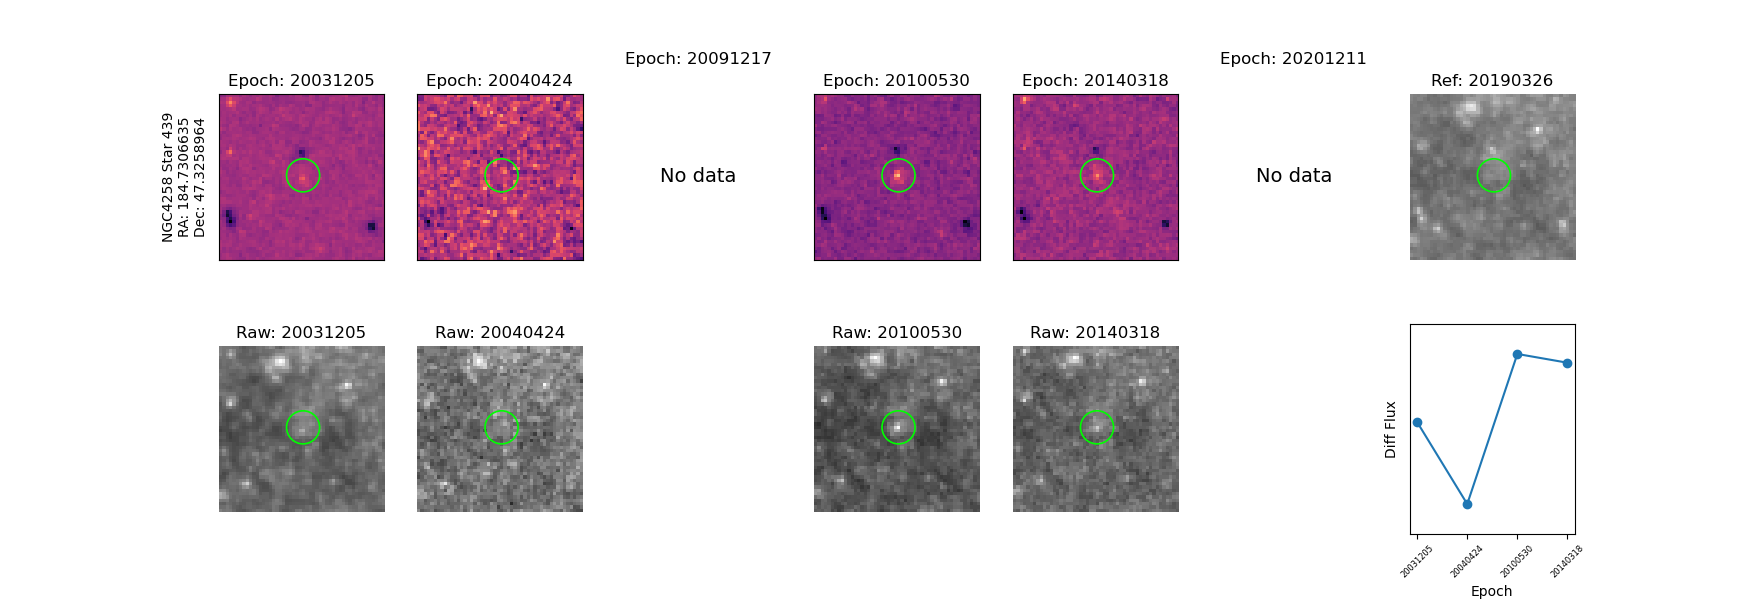 Epoch: 20091217
Epoch: 20201211
Epoch: 20031205
Epoch: 20040424
Epoch: 20100530
Epoch: 20140318
Ref: 20190326
NGC4258 Star 439
RA: 184.7306635
Dec: 47.3258964
No data
No data
Raw: 20031205
Raw: 20040424
Raw: 20100530
Raw: 20140318
Diff Flux
20031205
20040424
20100530
20140318
Epoch